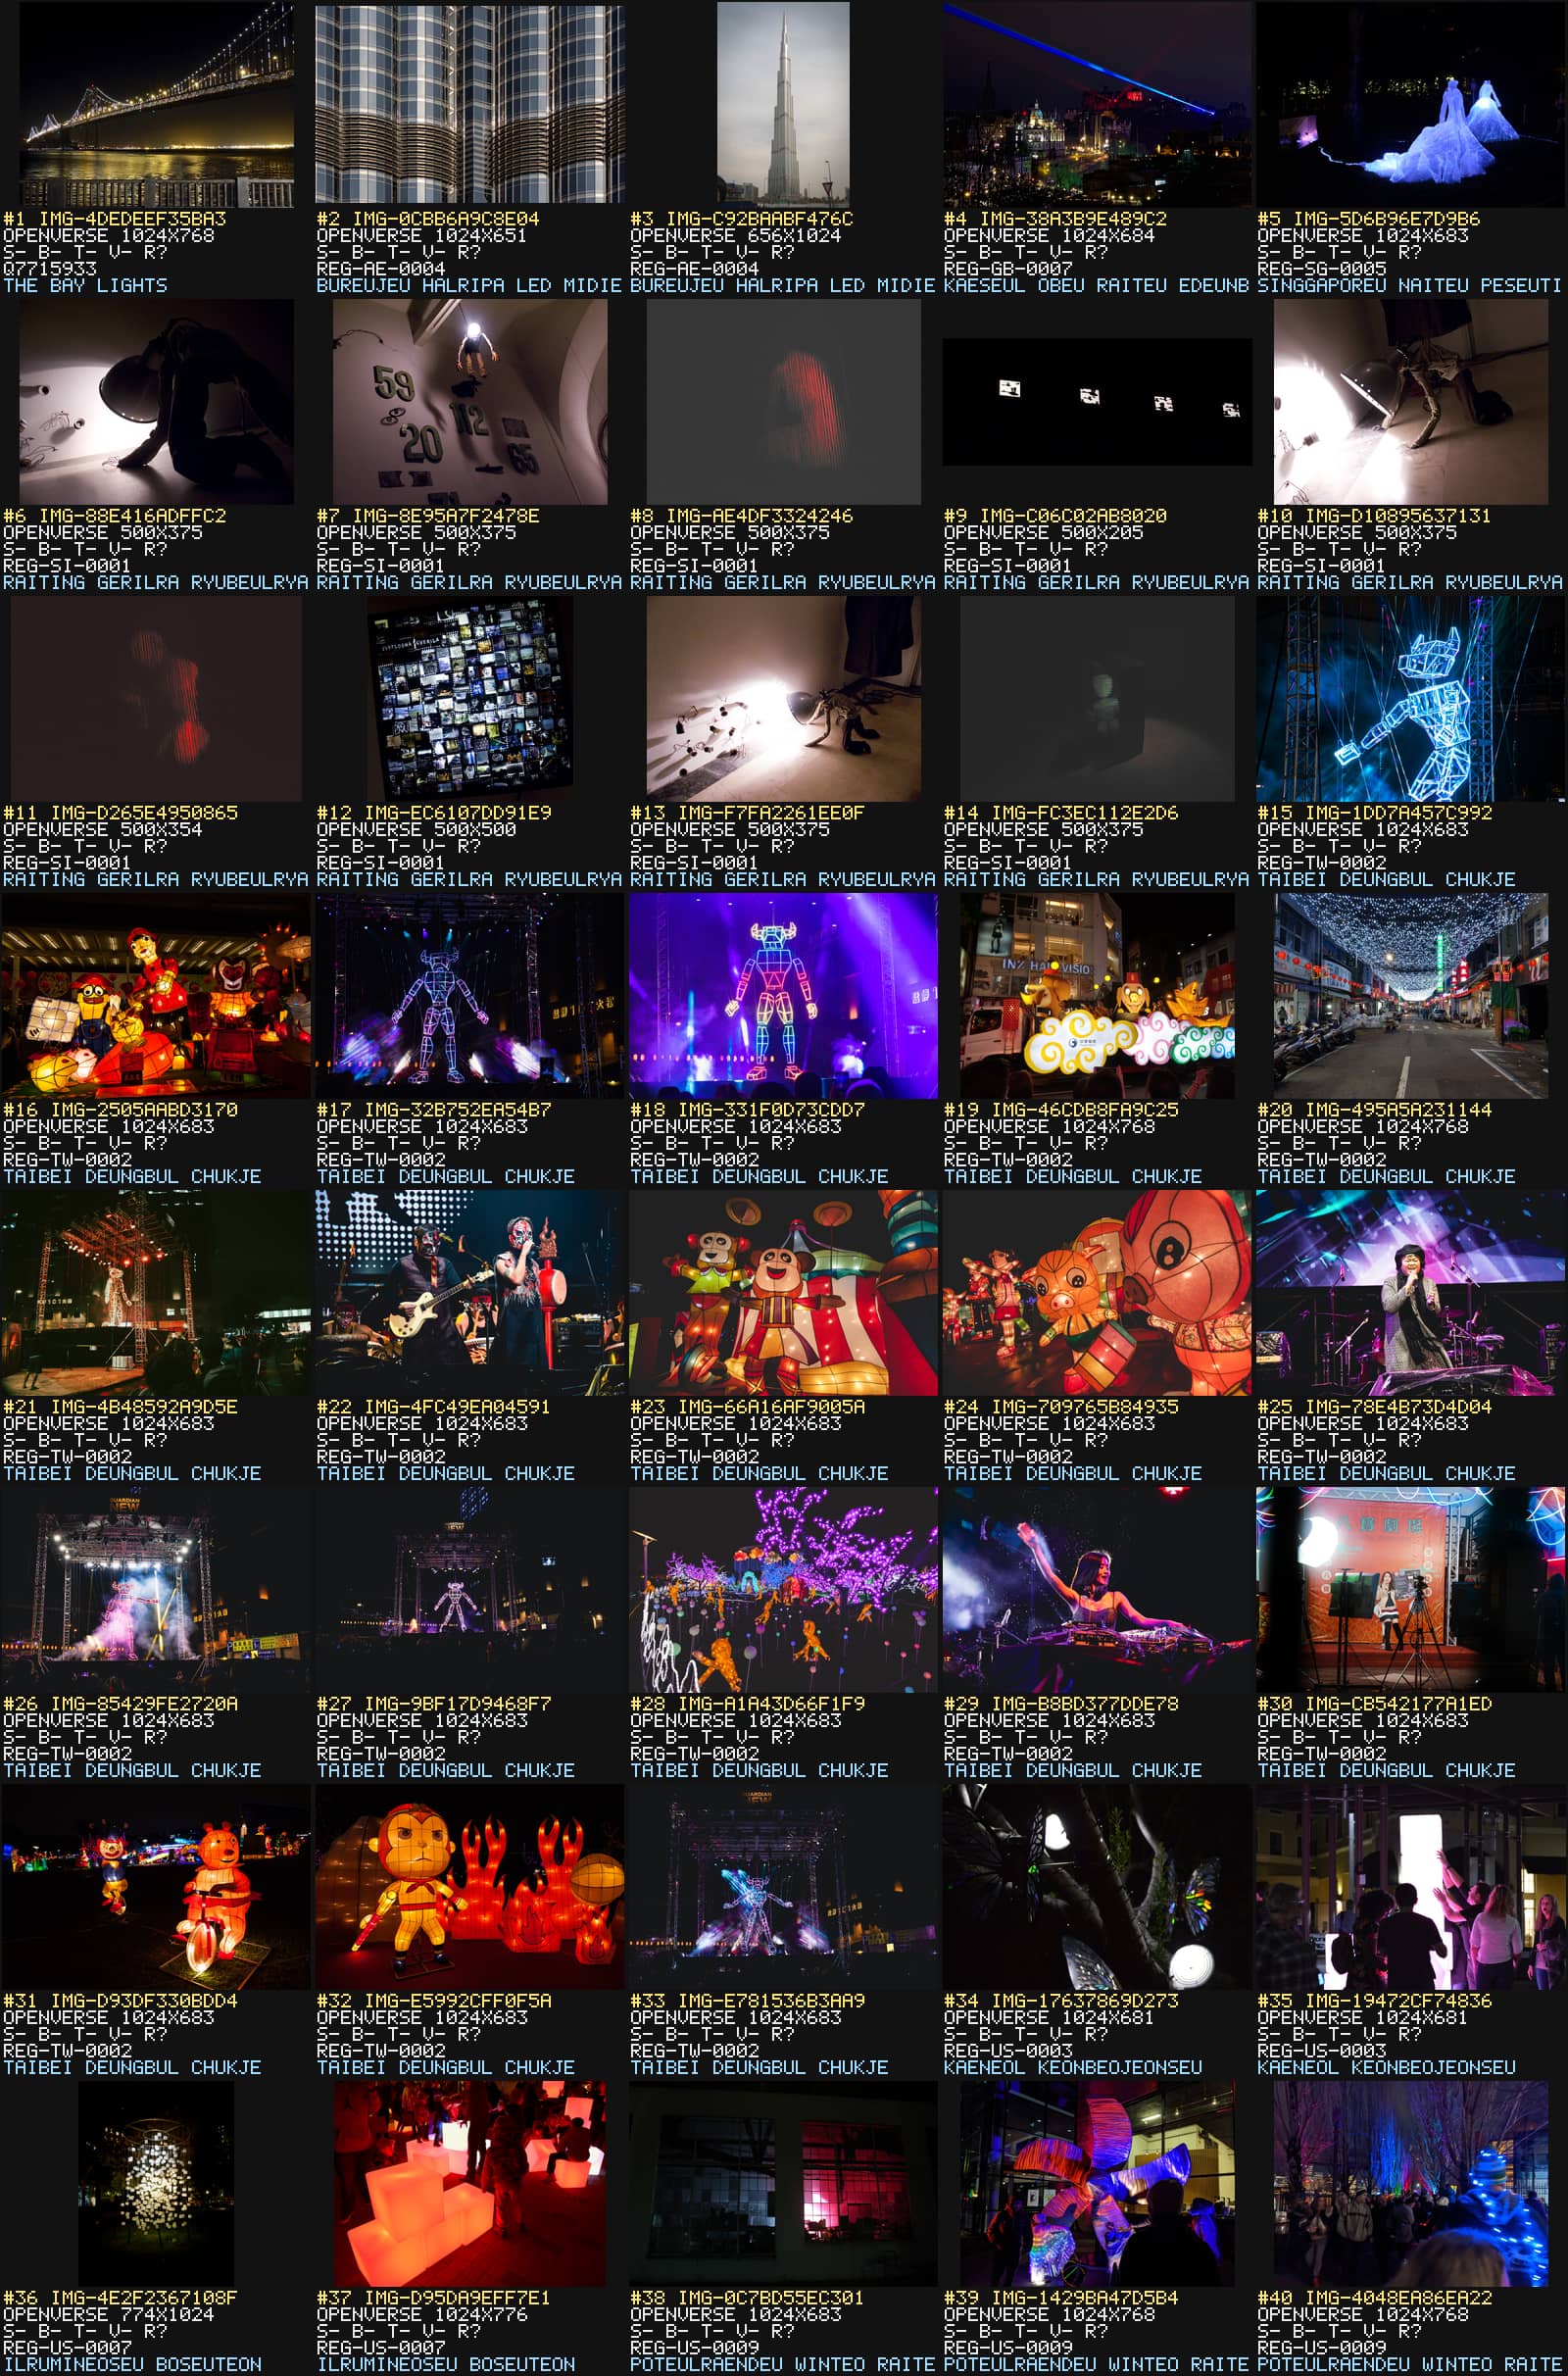 #1 IMG-4DEDEEF35BA3
OPENVERSE 1024X768
S- B- T- V- R?
Q7715933
THE BAY LIGHTS
#2 IMG-0CBB6A9C8E04
OPENVERSE 1024X651
S- B- T- V- R?
REG-AE-0004
BUREUJEU HALRIPA LED MIDIE
#3 IMG-C92BAABF476C
OPENVERSE 656X1024
S- B- T- V- R?
REG-AE-0004
BUREUJEU HALRIPA LED MIDIE
#4 IMG-38A3B9E489C2
OPENVERSE 1024X684
S- B- T- V- R?
REG-GB-0007
KAESEUL OBEU RAITEU EDEUNB
#5 IMG-5D6B96E7D9B6
OPENVERSE 1024X683
S- B- T- V- R?
REG-SG-0005
SINGGAPOREU NAITEU PESEUTI
59
112
20
65
#6 IMG-88E416ADFFC2
OPENVERSE 500X375
S- B- T- V- R?
REG-SI-0001
RAITING GERILRA RYUBEULRYA
#7 IMG-8E95A7F2478E
OPENVERSE 500X375
S- B- T- V- R?
REG-SI-0001
RAITING GERILRA RYUBEULRYA
#8 IMG-AE4DF3324246
OPENVERSE 500X375
S- B- T- V- R?
REG-SI-0001
RAITING GERILRA RYUBEULRYA
#9 IMG-C06C02AB8020
OPENVERSE 500X205
S- B- T- V- R?
REG-SI-0001
RAITING GERILRA RYUBEULRYA
#10 IMG-D10895637131
OPENVERSE 500X375
S- B- T- V- R?
REG-SI-0001
RAITING GERILRA RYUBEULRYA
#11 IMG-D265E4950865
OPENVERSE 500X354
S- B- T- V- R?
REG-SI-0001
RAITING GERILRA RYUBEULRYA
#12 IMG-EC6107DD91E9
OPENVERSE 500X500
S- B- T- V- R?
REG-SI-0001
RAITING GERILRA RYUBEULRYA
#13 IMG-F7FA2261EE0F
OPENVERSE 500X375
S- B- T- V- R?
REG-SI-0001
RAITING GERILRA RYUBEULRYA
#14 IMG-FC3EC112E2D6
OPENVERSE 500X375
S- B- T- V- R?
REG-SI-0001
RAITING GERILRA RYUBEULRYA
#15 IMG-1DD7A457C992
OPENVERSE 1024X683
S- B- T- V- R?
REG-TW-0002
TAIBEI DEUNGBUL CHUKJE
#16 IMG-2505AABD3170
OPENVERSE 1024X683
S- B- T- V- R?
REG-TW-0002
TAIBEI DEUNGBUL CHUKJE
#17 IMG-32B752EA54B7
OPENVERSE 1024X683
S- B- T- V- R?
REG-TW-0002
TAIBEI DEUNGBUL CHUKJE
#18 IMG-331F0D73CDD7
OPENVERSE 1024X683
S- B- T- V- R?
REG-TW-0002
TAIBEI DEUNGBUL CHUKJE
#19 IMG-46CDB8FA9C25
OPENVERSE 1024X768
S- B- T- V- R?
REG-TW-0002
TAIBEI DEUNGBUL CHUKJE
#20 IMG-495A5A231144
OPENVERSE 1024X768
S- B- T- V- R?
REG-TW-0002
TAIBEI DEUNGBUL CHUKJE
#21 IMG-4B48592A9D5E
OPENVERSE 1024X683
S- B- T- V- R?
REG-TW-0002
TAIBEI DEUNGBUL CHUKJE
#22 IMG-4FC49EA04591
OPENVERSE 1024X683
S- B- T- V- R?
REG-TW-0002
TAIBEI DEUNGBUL CHUKJE
#23 IMG-66A16AF9005A
OPENVERSE 1024X683
S- B- T- V- R?
REG-TW-0002
TAIBEI DEUNGBUL CHUKJE
#24 IMG-709765B84935
OPENVERSE 1024X683
S- B- T- V- R?
REG-TW-0002
TAIBEI DEUNGBUL CHUKJE
#25 IMG-78E4B73D4D04
OPENVERSE 1024X683
S- B- T- V- R?
REG-TW-0002
TAIBEI DEUNGBUL CHUKJE
NEW
#26 IMG-85429FE2720A
OPENVERSE 1024X683
S- B- T- V- R?
REG-TW-0002
TAIBEI DEUNGBUL CHUKJE
#27 IMG-9BF17D9468F7
OPENVERSE 1024X683
S- B- T- V- R?
REG-TW-0002
TAIBEI DEUNGBUL CHUKJE
#28 IMG-A1A43D66F1F9
OPENVERSE 1024X683
S- B- T- V- R?
REG-TW-0002
TAIBEI DEUNGBUL CHUKJE
#29 IMG-B8BD377DDE78
OPENVERSE 1024X683
S- B- T- V- R?
REG-TW-0002
TAIBEI DEUNGBUL CHUKJE
#30 IMG-CB542177A1ED
OPENVERSE 1024X683
S- B- T- V- R?
REG-TW-0002
TAIBEI DEUNGBUL CHUKJE
#31 IMG-D93DF330BDD4
OPENVERSE 1024X683
S- B- T- V- R?
REG-TW-0002
TAIBEI DEUNGBUL CHUKJE
#32 IMG-E5992CFF0F5A
OPENVERSE 1024X683
S- B- T- V- R?
REG-TW-0002
TAIBEI DEUNGBUL CHUKJE
#33 IMG-E781536B3AA9
OPENVERSE 1024X683
S- B- T- V- R?
REG-TW-0002
TAIBEI DEUNGBUL CHUKJE
#34 IMG-17637869D273
OPENVERSE 1024X681
S- B- T- V- R?
REG-US-0003
KAENEOL KEONBEOJEONSEU
#35 IMG-19472CF74836
OPENVERSE 1024X681
S- B- T- V- R?
REG-US-0003
KAENEOL KEONBEOJEONSEU
#36 IMG-4E2F2367108F
OPENVERSE 774X1024
S- B- T- V- R?
REG-US-0007
ILRUMINEOSEU BOSEUTEON
#37 IMG-D95DA9EFF7E1
OPENVERSE 1024X776
S- B- T- V- R?
REG-US-0007
ILRUMINEOSEU BOSEUTEON
#38 IMG-0C7BD55EC301
OPENVERSE 1024X683
S- B- T- V- R?
REG-US-0009
POTEULRAENDEU WINTEO RAITE
#39 IMG-1429BA47D5B4
OPENVERSE 1024X768
S- B- T- V- R?
REG-US-0009
POTEULRAENDEU WINTEO RAITE
#40 IMG-4048EA86EA22
OPENVERSE 1024X768
S- B- T- V- R?
REG-US-0009
POTEULRAENDEU WINTEO RAITE